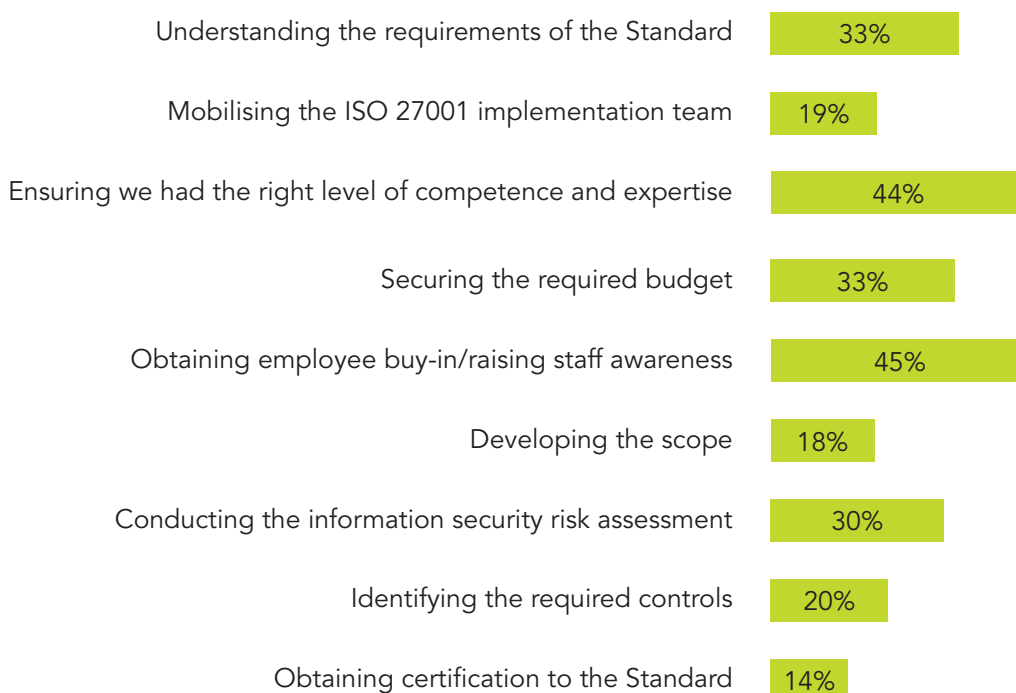 Understanding the requirements of the Standard 33%
Mobilising the ISO 27001 implementation team 19%
Ensuring we had the right level of competence and expertise 44%
Securing the required budget 33%
Obtaining employee buy-in/raising staff awareness 45%
Developing the scope 18%
Conducting the information security risk assessment 30%
Identifying the required controls 20%
Obtaining certification to the Standard 14%